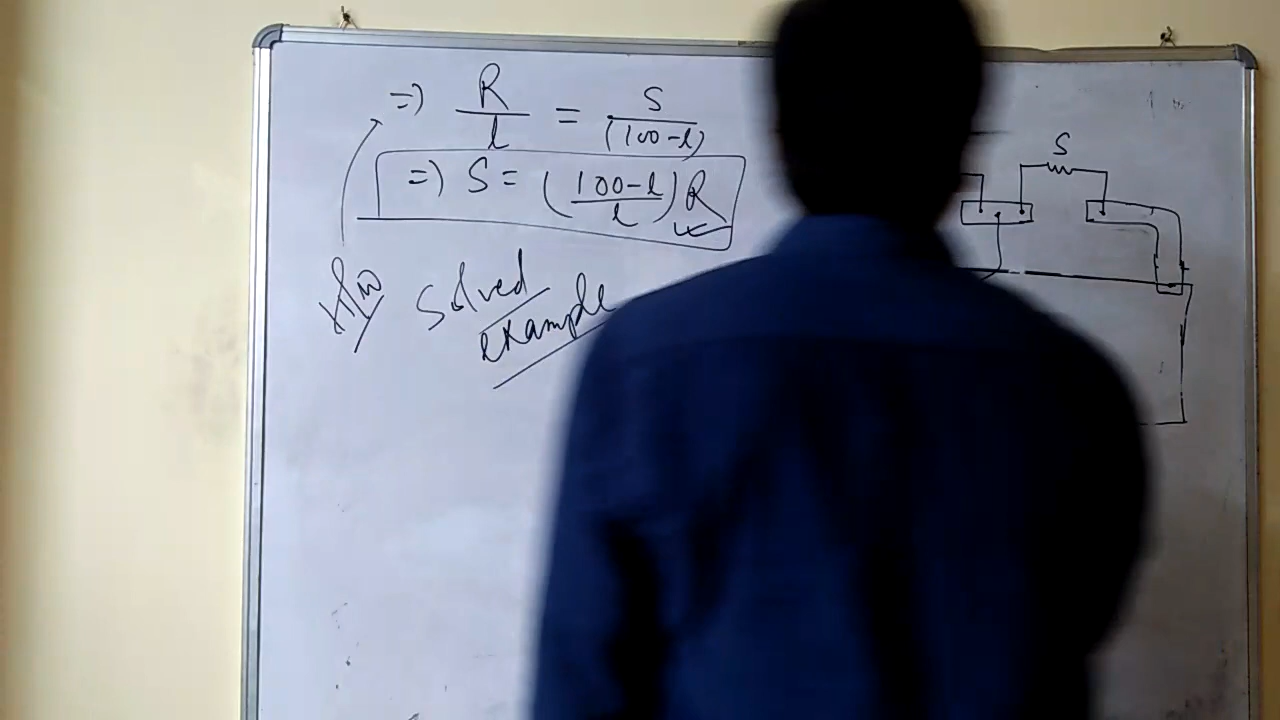 => R/l = S/(100-l)
=> S = (100-l/l) R
H/w solved
example
S